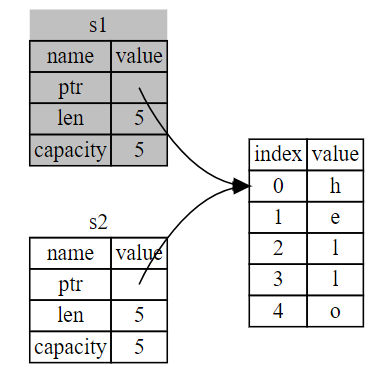 s1
name value
ptr
len 5
capacity 5
s2
name value
ptr
len 5
capacity 5
index value
0 h
1 e
2 l
3 l
4 o